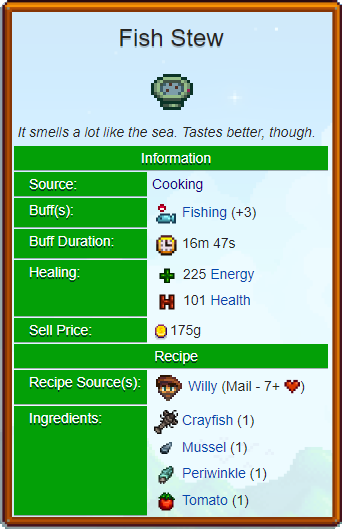 Fish Stew
It smells a lot like the sea. Tastes better, though.
Information
Source: Cooking
Buff(s): Fishing (+3)
Buff Duration: 16m 47s
Healing: 225 Energy
101 Health
Sell Price: 175g
Recipe
Recipe Source(s): Willy (Mail - 7+ )
Ingredients: Crayfish (1)
Mussel (1)
Periwinkle (1)
Tomato (1)